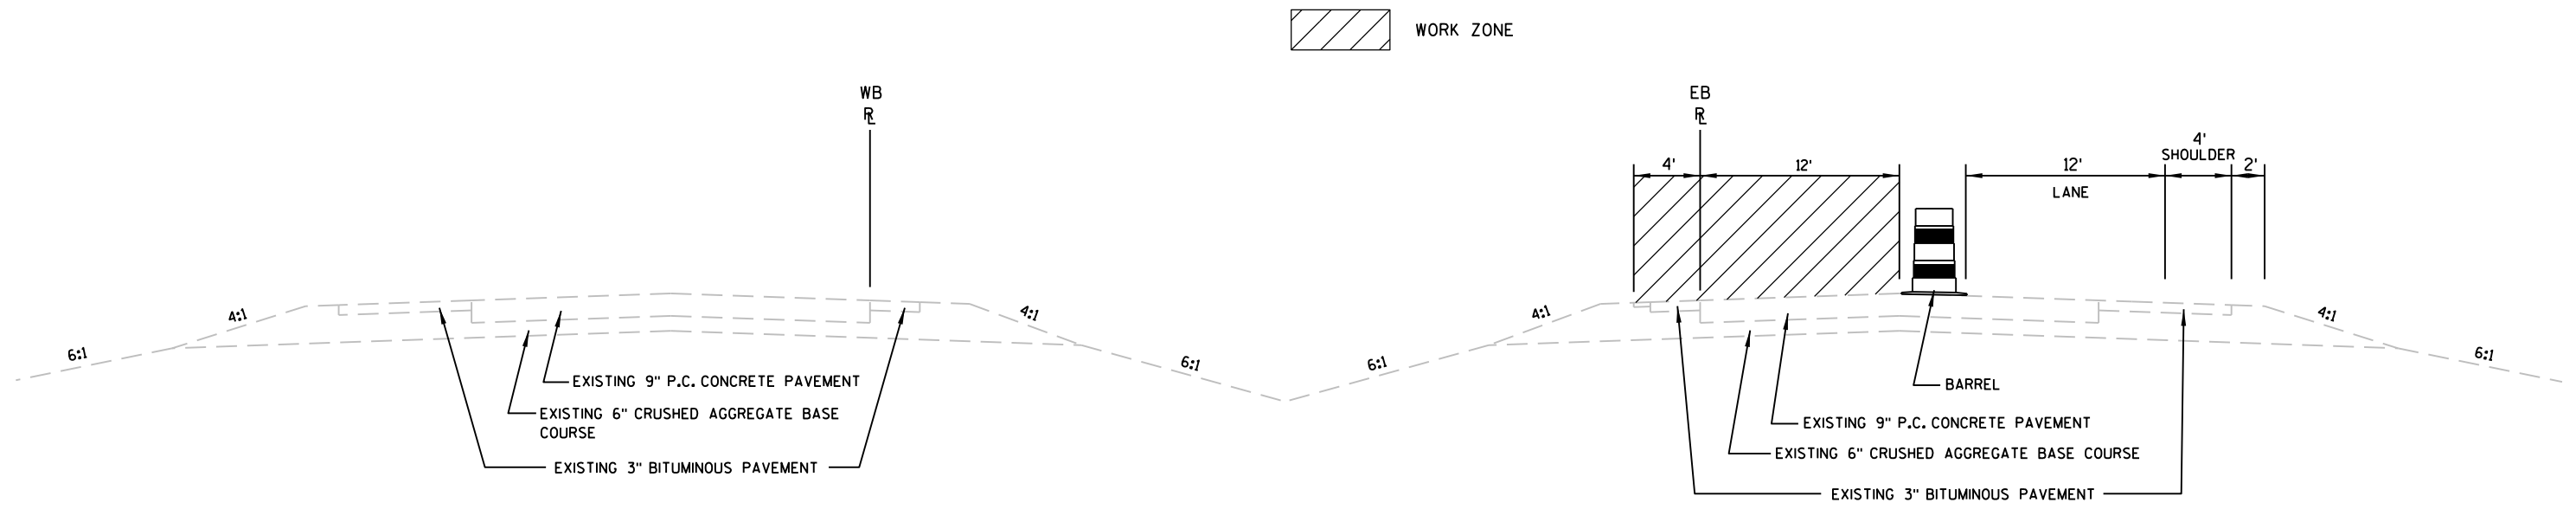 WORK ZONE
WB
RL
EB
RL
4'
12'
12'
LANE
4'
SHOULDER
2'
6:1
4:1
4:1
6:1
6:1
4:1
4:1
6:1
EXISTING 9" P.C. CONCRETE PAVEMENT
EXISTING 6" CRUSHED AGGREGATE BASE
COURSE
EXISTING 3" BITUMINOUS PAVEMENT
BARREL
EXISTING 9" P.C. CONCRETE PAVEMENT
EXISTING 6" CRUSHED AGGREGATE BASE COURSE
EXISTING 3" BITUMINOUS PAVEMENT